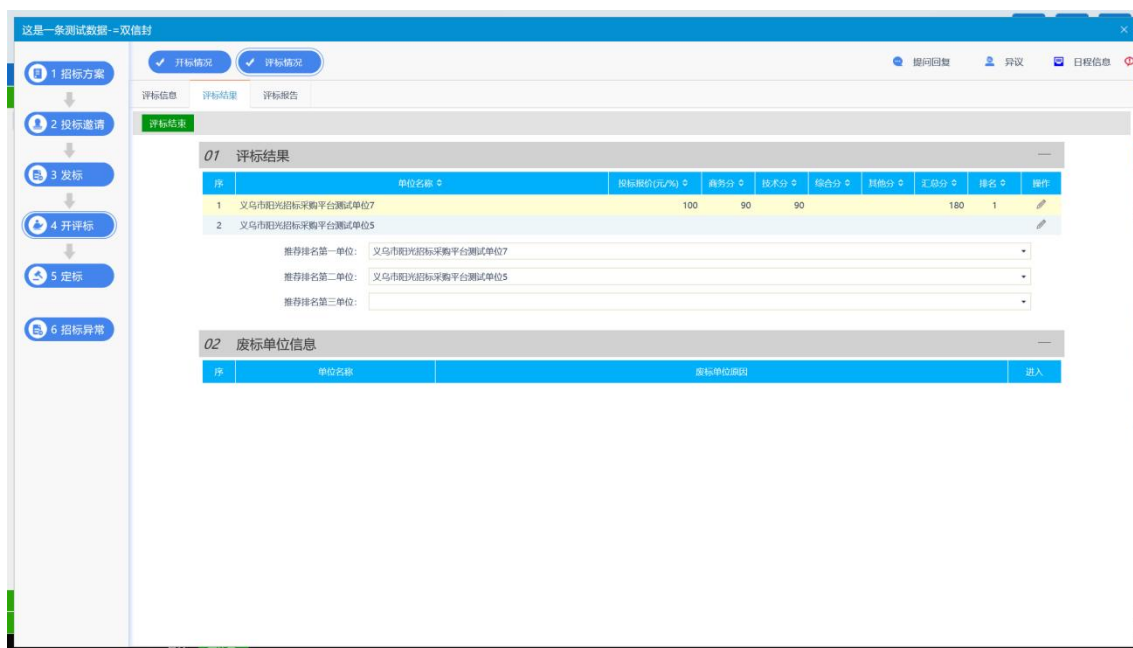 这是一条测试数据-=双信封
开标情况 评标情况 提问回复 异议 日程信息
1 招标方案
2 投标邀请
3 发标
4 开评标
5 定标
6 招标异常
评标信息 评标结果 评标报告
评标结束
01 评标结果
序 单位名称 投标报价(元/%) 商务分 技术分 综合分 其他分 汇总分 排名 操作
1 义乌市阳光招标采购平台测试单位7 100 90 90 180 1
2 义乌市阳光招标采购平台测试单位5
推荐排名第一单位: 义乌市阳光招标采购平台测试单位7
推荐排名第二单位: 义乌市阳光招标采购平台测试单位5
推荐排名第三单位:
02 废标单位信息
序 单位名称 废标单位原因 进入